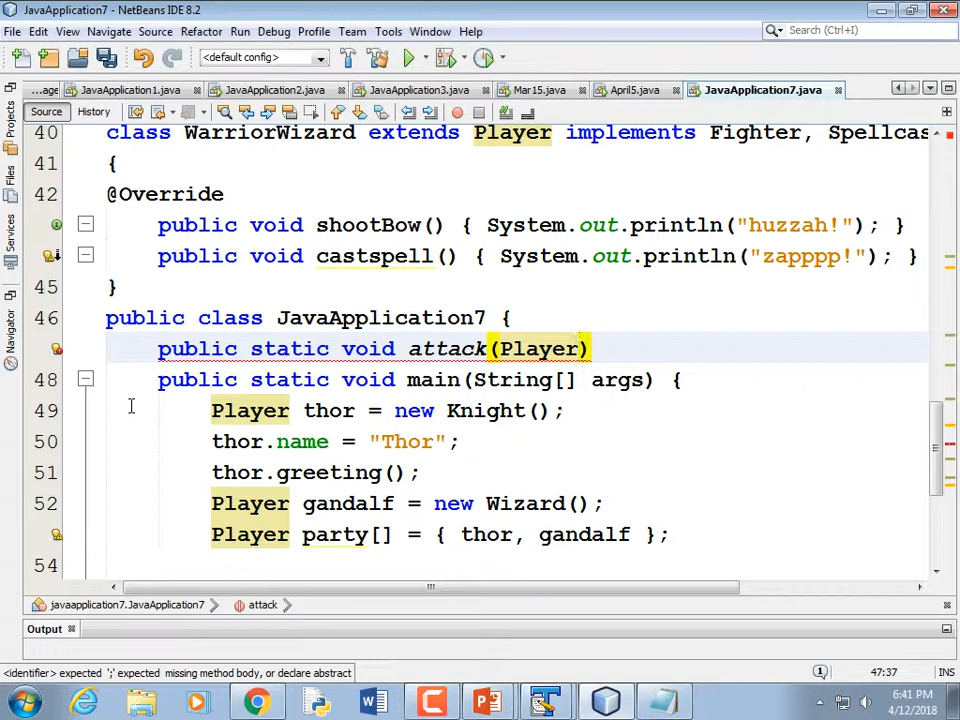 JavaApplication7 - NetBeans IDE 8.2
File Edit View Navigate Source Refactor Run Debug Profile Team Tools Window Help
Search (Ctrl+I)
<default config>
...age JavaApplication1.java JavaApplication2.java JavaApplication3.java Mar15.java April5.java JavaApplication7.java
Source History
Projects
Files
Services
Navigator
40 class WarriorWizard extends Player implements Fighter, Spellcas
41 {
42 @Override
public void shootBow() { System.out.println("huzzah!"); }
public void castspell() { System.out.println("zapppp!"); }
45 }
46 public class JavaApplication7 {
public static void attack(Player)
48 public static void main(String[] args) {
49 Player thor = new Knight();
50 thor.name = "Thor";
51 thor.greeting();
52 Player gandalf = new Wizard();
Player party[] = { thor, gandalf };
54
javaapplication7.JavaApplication7 attack
Output
<identifier> expected ';' expected missing method body, or declare abstract
1 47:37 INS
6:41 PM
4/12/2018